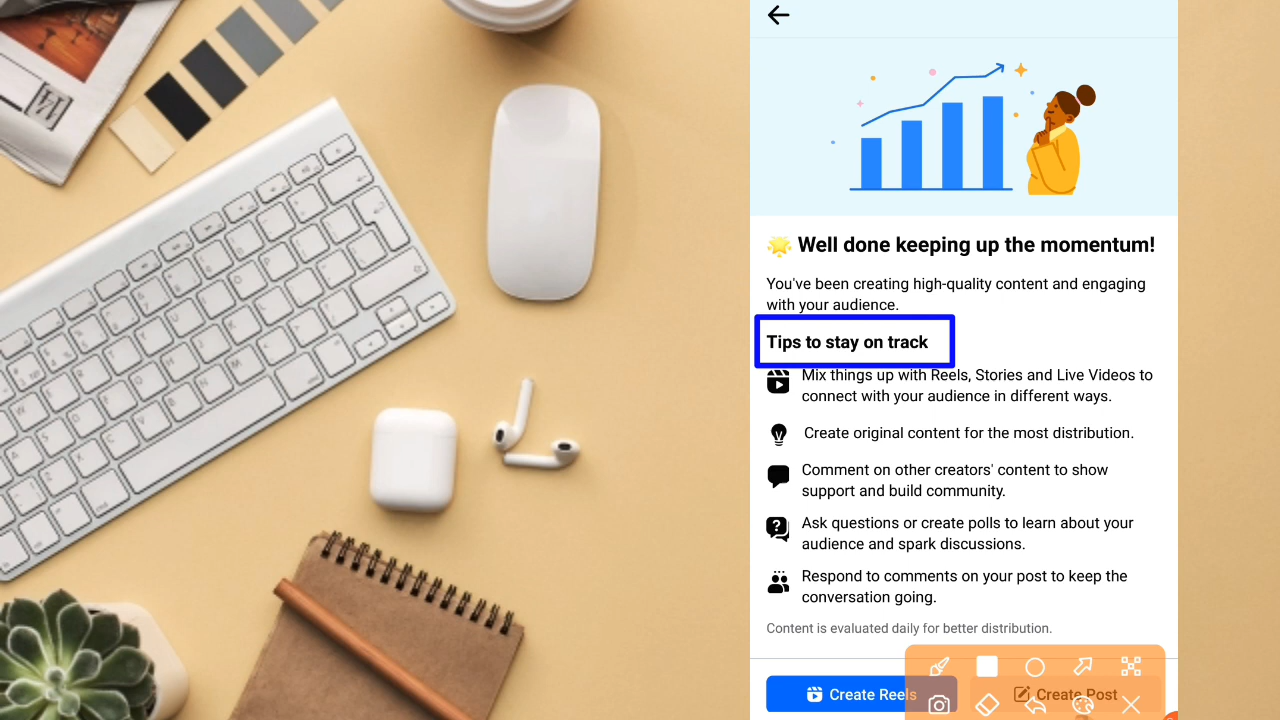 Well done keeping up the momentum!
You've been creating high-quality content and engaging
with your audience.
Tips to stay on track
Mix things up with Reels, Stories and Live Videos to
connect with your audience in different ways.
Create original content for the most distribution.
Comment on other creators' content to show
support and build community.
Ask questions or create polls to learn about your
audience and spark discussions.
Respond to comments on your post to keep the
conversation going.
Content is evaluated daily for better distribution.
Create Reels
Create Post